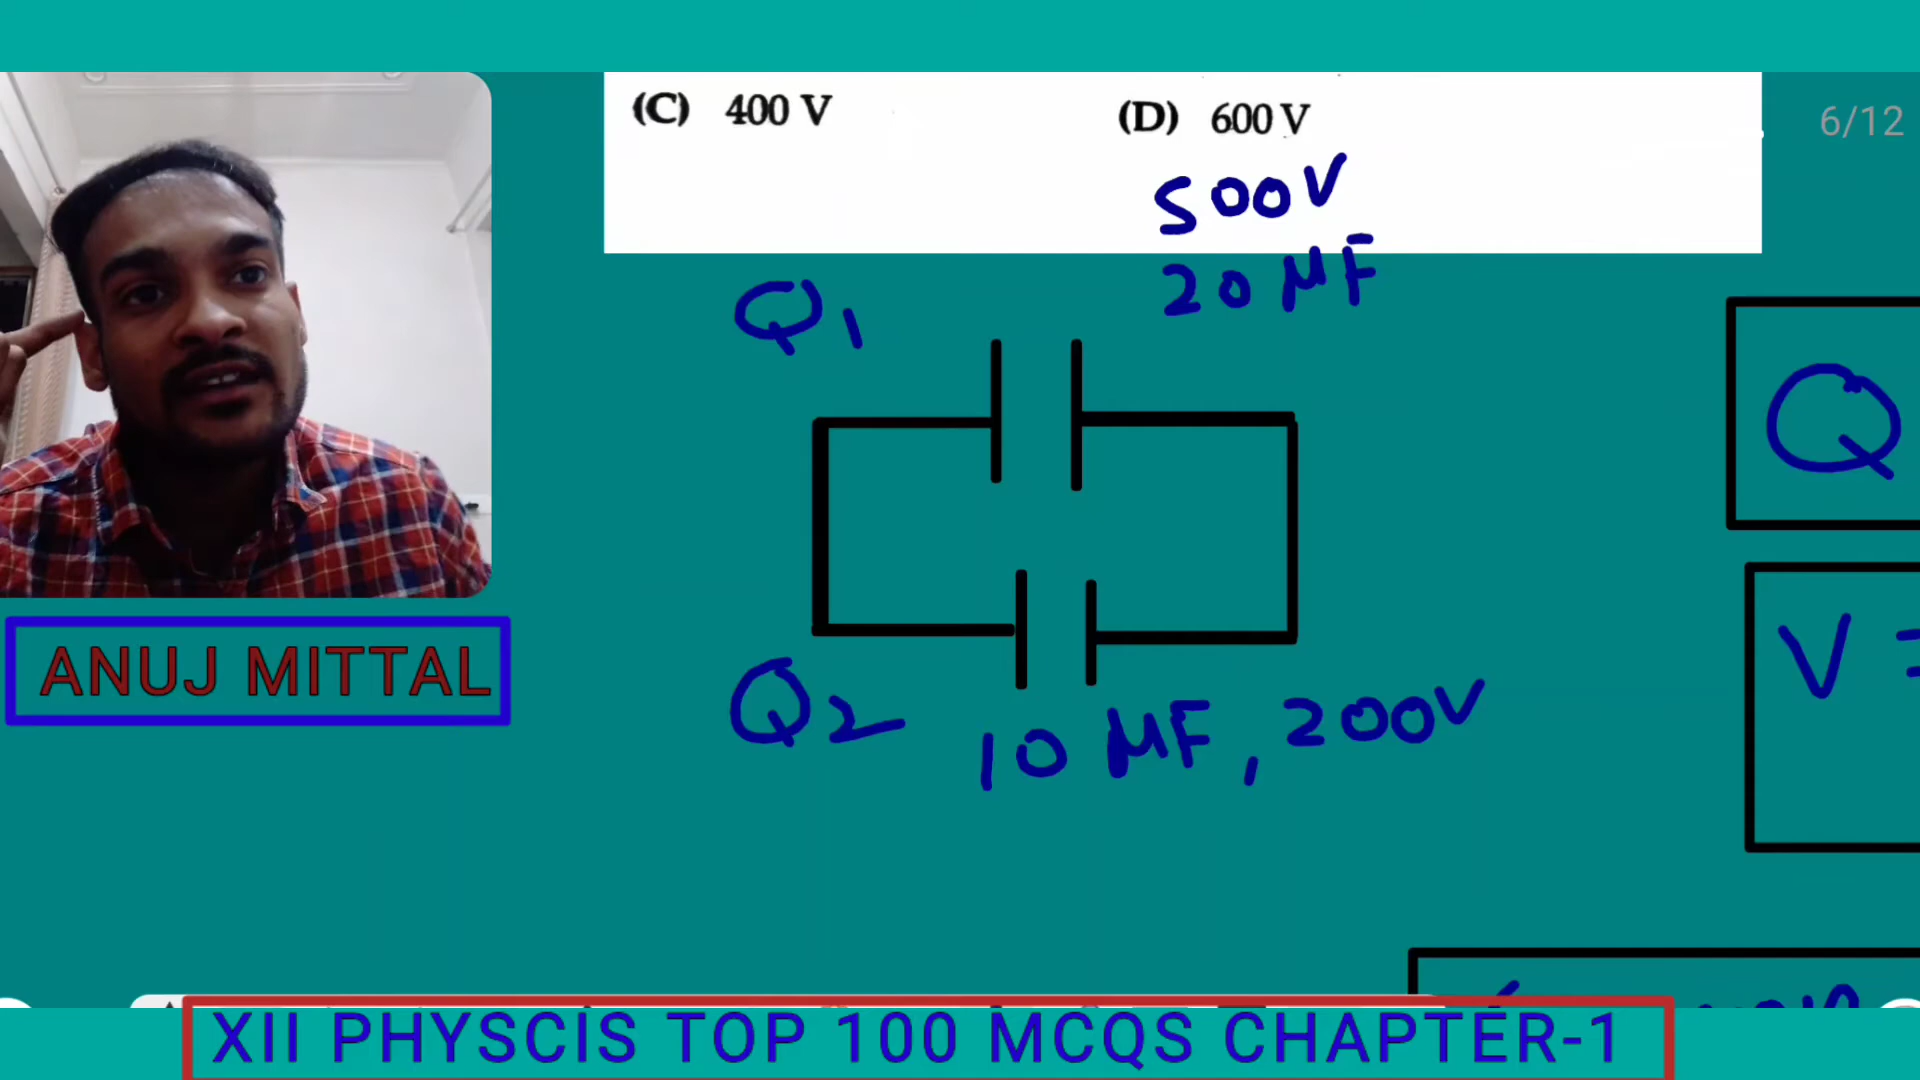 (C) 400 V
(D) 600 V
6/12
500V
20 μF
Q1
Q
V =
Q2
10 μF, 200V
ANUJ MITTAL
XII PHYSCIS TOP 100 MCQS CHAPTER-1